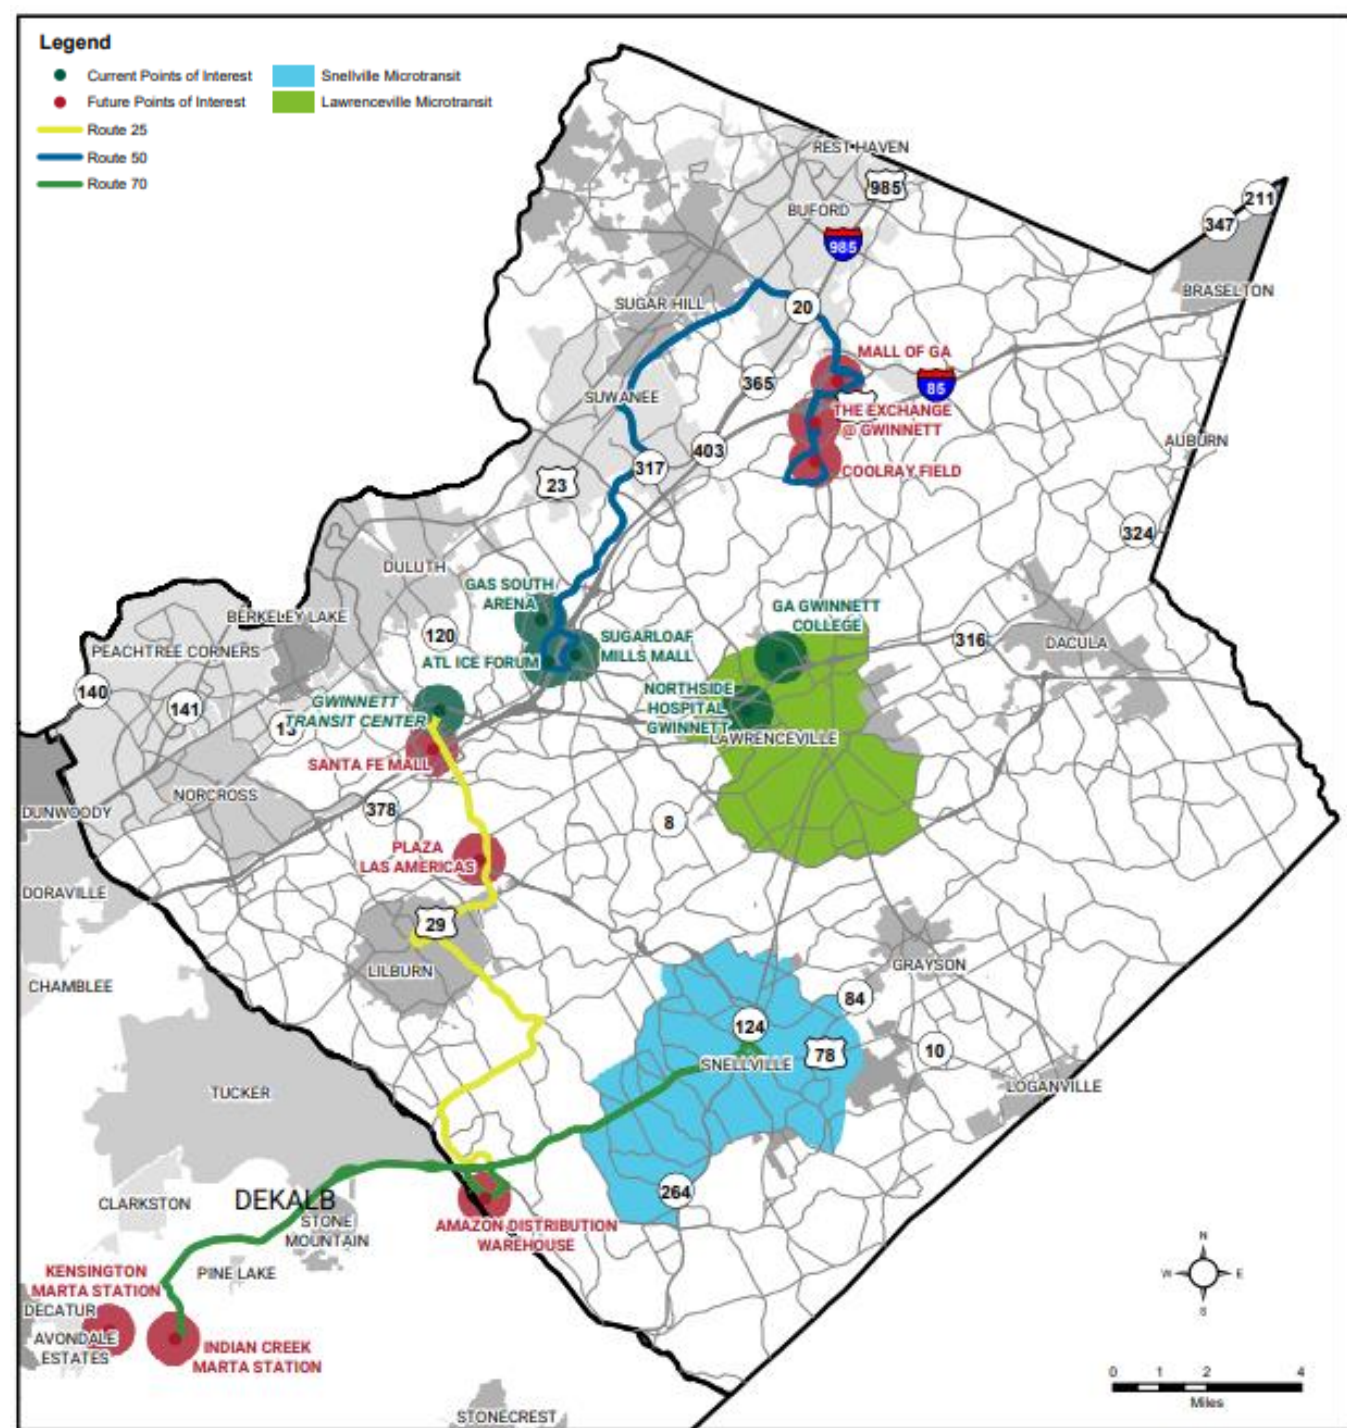 Legend
Current Points of Interest
Future Points of Interest
Route 25
Route 50
Route 70
Snellville Microtransit
Lawrenceville Microtransit
REST HAVEN
985
BUFORD
985
211
347
BRASELTON
SUGAR HILL
20
MALL OF GA
365
85
SUWANEE
THE EXCHANGE
@ GWINNETT
403
AUBURN
317
COOLRAY FIELD
23
324
DULUTH
GAS SOUTH
ARENA
GA GWINNETT
COLLEGE
BERKELEY LAKE
120
SUGARLOAF
MILLS MALL
316
DACULA
PEACHTREE CORNERS
ATL ICE FORUM
140
141
GWINNETT
TRANSIT CENTER
NORTHSIDE
HOSPITAL
GWINNETT
LAWRENCEVILLE
13
SANTA FE MALL
NORCROSS
378
DUNWOODY
8
PLAZA
LAS AMERICAS
DORAVILLE
29
LILBURN
GRAYSON
CHAMBLEE
84
124
78
10
SNELLVILLE
TUCKER
LOGANVILLE
264
CLARKSTON
DEKALB
STONE
MOUNTAIN
AMAZON DISTRIBUTION
WAREHOUSE
KENSINGTON
MARTA STATION
PINE LAKE
DECATUR
AVONDALE
ESTATES
INDIAN CREEK
MARTA STATION
STONECREST
N
W
E
S
0 1 2 4
Miles